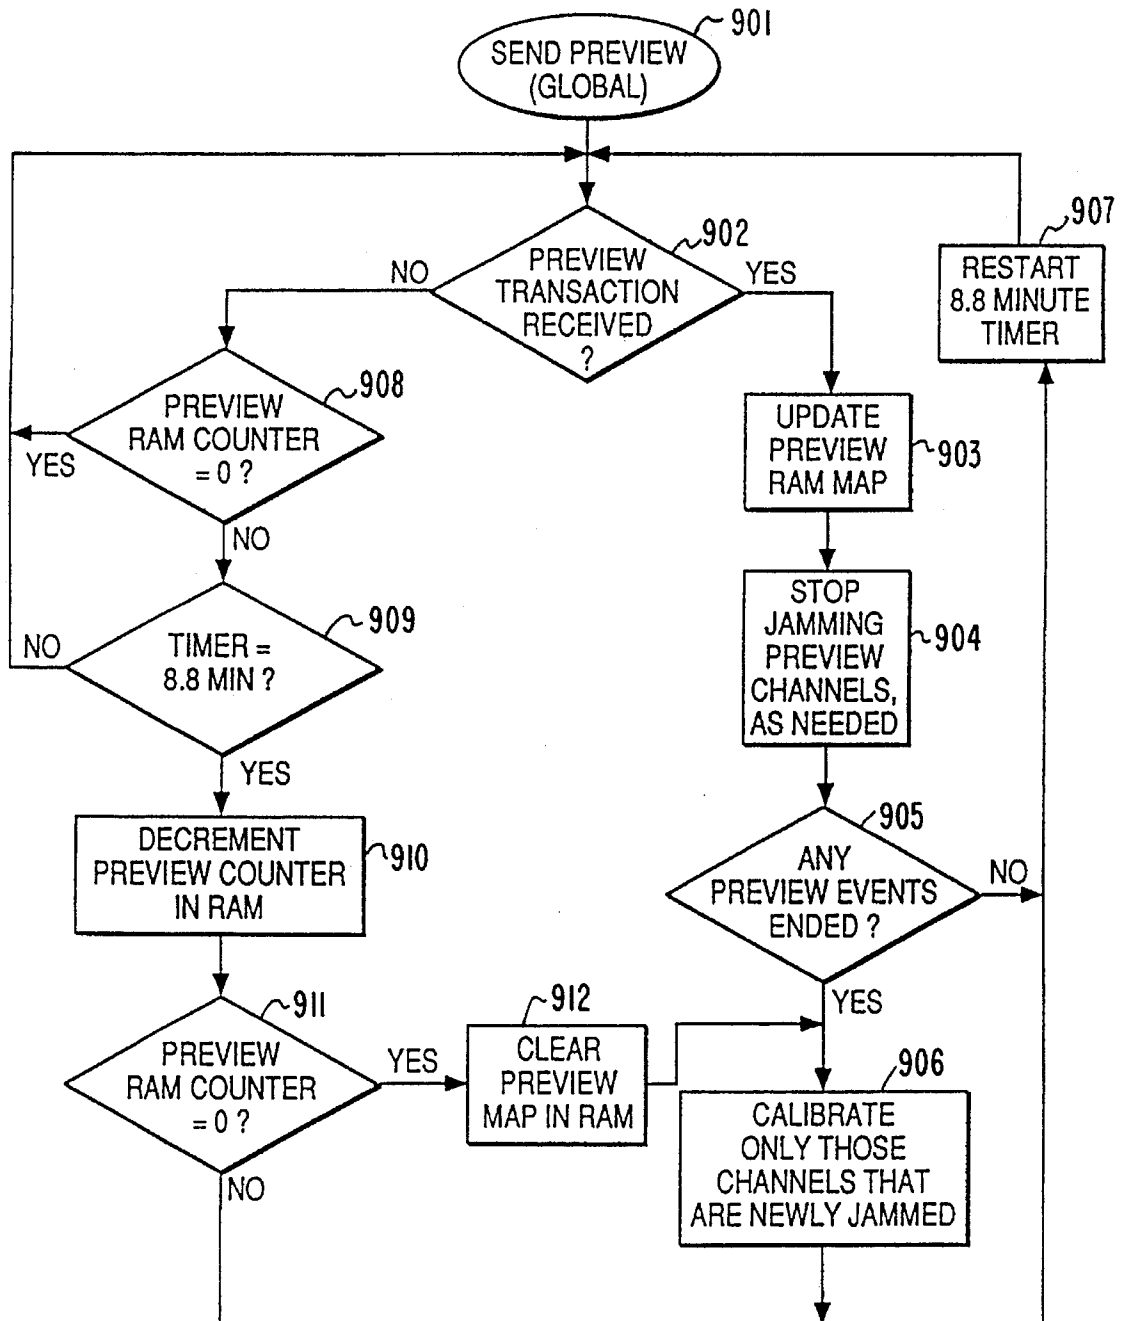 901
SEND PREVIEW
(GLOBAL)
902
PREVIEW
TRANSACTION
RECEIVED
?
NO
YES
907
RESTART
8.8 MINUTE
TIMER
908
PREVIEW
RAM COUNTER
= 0 ?
YES
NO
UPDATE
PREVIEW
RAM MAP
903
909
TIMER =
8.8 MIN ?
NO
YES
STOP
JAMMING
PREVIEW
CHANNELS,
AS NEEDED
904
DECREMENT
PREVIEW COUNTER
IN RAM
910
905
ANY
PREVIEW EVENTS
ENDED ?
NO
YES
911
PREVIEW
RAM COUNTER
= 0 ?
YES
NO
912
CLEAR
PREVIEW
MAP IN RAM
906
CALIBRATE
ONLY THOSE
CHANNELS THAT
ARE NEWLY JAMMED